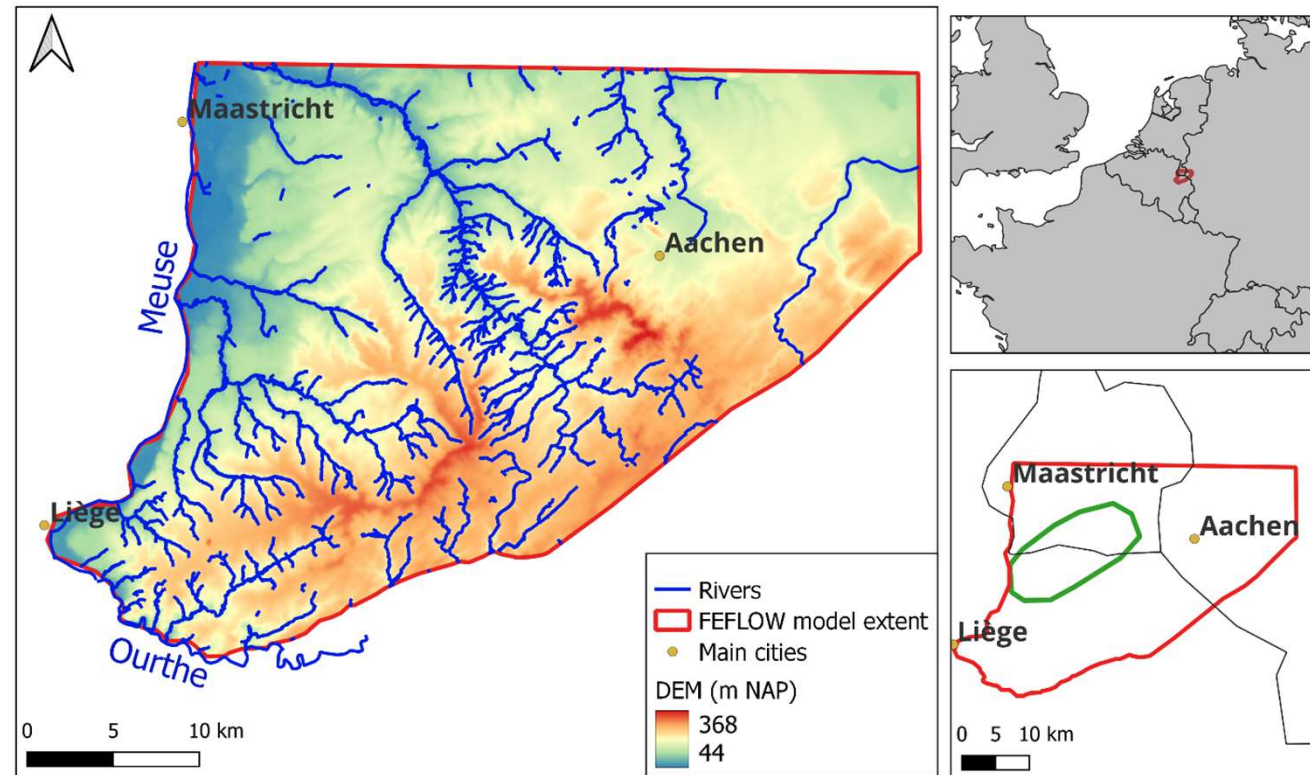 Maastricht
Aachen
Meuse
Liège
Ourthe
0 5 10 km
Rivers
FEFLOW model extent
Main cities
DEM (m NAP)
368
44
Maastricht
Aachen
Liège
0 5 10 km